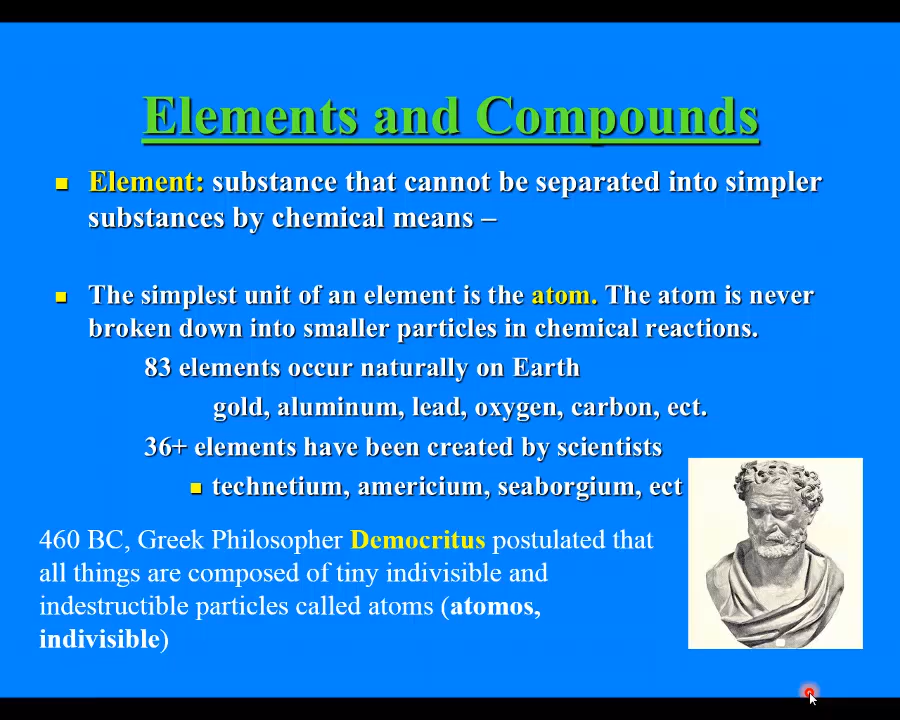 Elements and Compounds
Element: substance that cannot be separated into simpler
substances by chemical means –
The simplest unit of an element is the atom. The atom is never
broken down into smaller particles in chemical reactions.
83 elements occur naturally on Earth
gold, aluminum, lead, oxygen, carbon, ect.
36+ elements have been created by scientists
technetium, americium, seaborgium, ect
460 BC, Greek Philosopher Democritus postulated that
all things are composed of tiny indivisible and
indestructible particles called atoms (atomos,
indivisible)